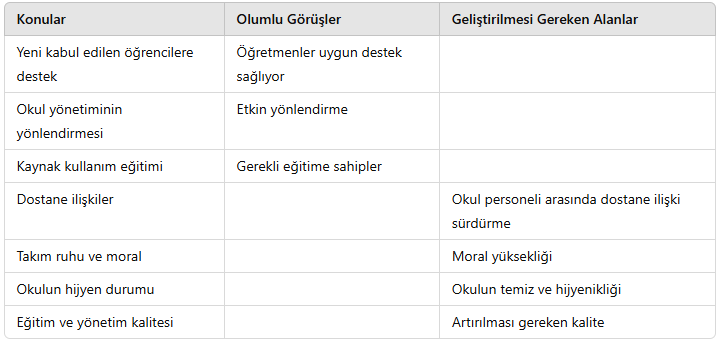 Konular Olumlu Görüşler Geliştirilmesi Gereken Alanlar
Yeni kabul edilen öğrencilere
destek
Öğretmenler uygun destek
sağlıyor
Okul yönetiminin
yönlendirmesi
Etkin yönlendirme
Kaynak kullanım eğitimi Gerekli eğitime sahipler
Dostane ilişkiler
Okul personeli arasında dostane ilişki
sürdürme
Takım ruhu ve moral Moral yüksekliği
Okulun hijyen durumu Okulun temiz ve hijyenikliği
Eğitim ve yönetim kalitesi Artırılması gereken kalite